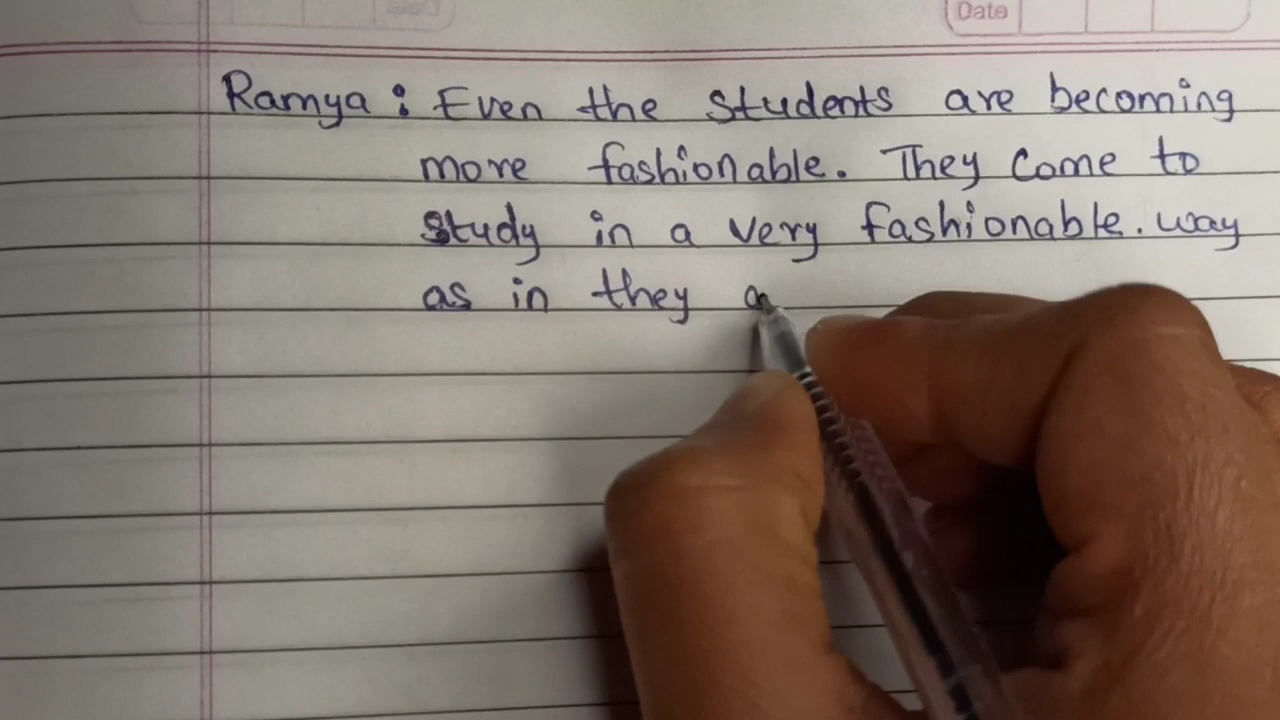 Date
Ramya : Even the students are becoming
more fashionable. They come to
study in a very fashionable. way
as in they a